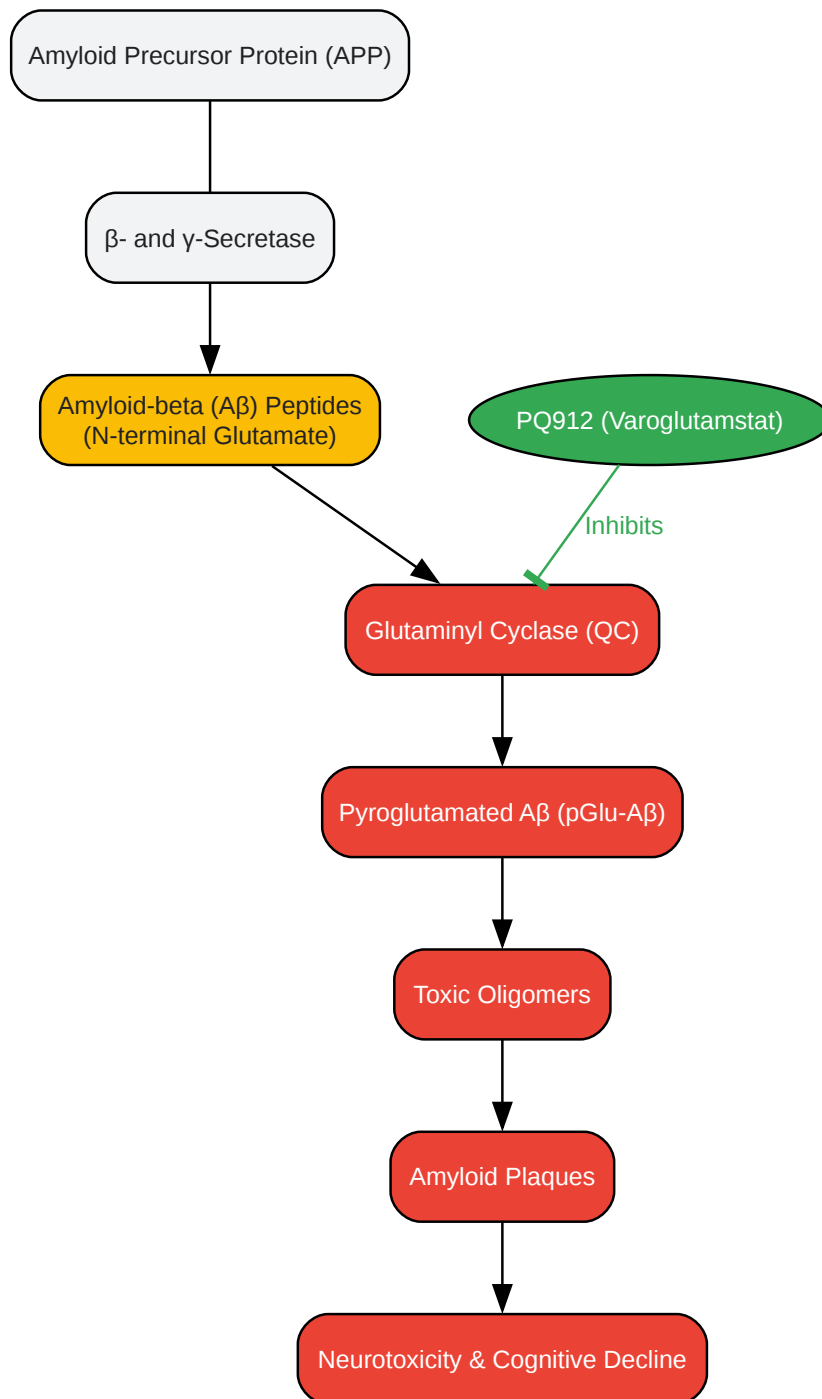 Amyloid Precursor Protein (APP)
β- and γ-Secretase
Amyloid-beta (Aβ) Peptides
(N-terminal Glutamate)
PQ912 (Varoglutamstat)
Inhibits
Glutaminyl Cyclase (QC)
Pyroglutamated Aβ (pGlu-Aβ)
Toxic Oligomers
Amyloid Plaques
Neurotoxicity & Cognitive Decline